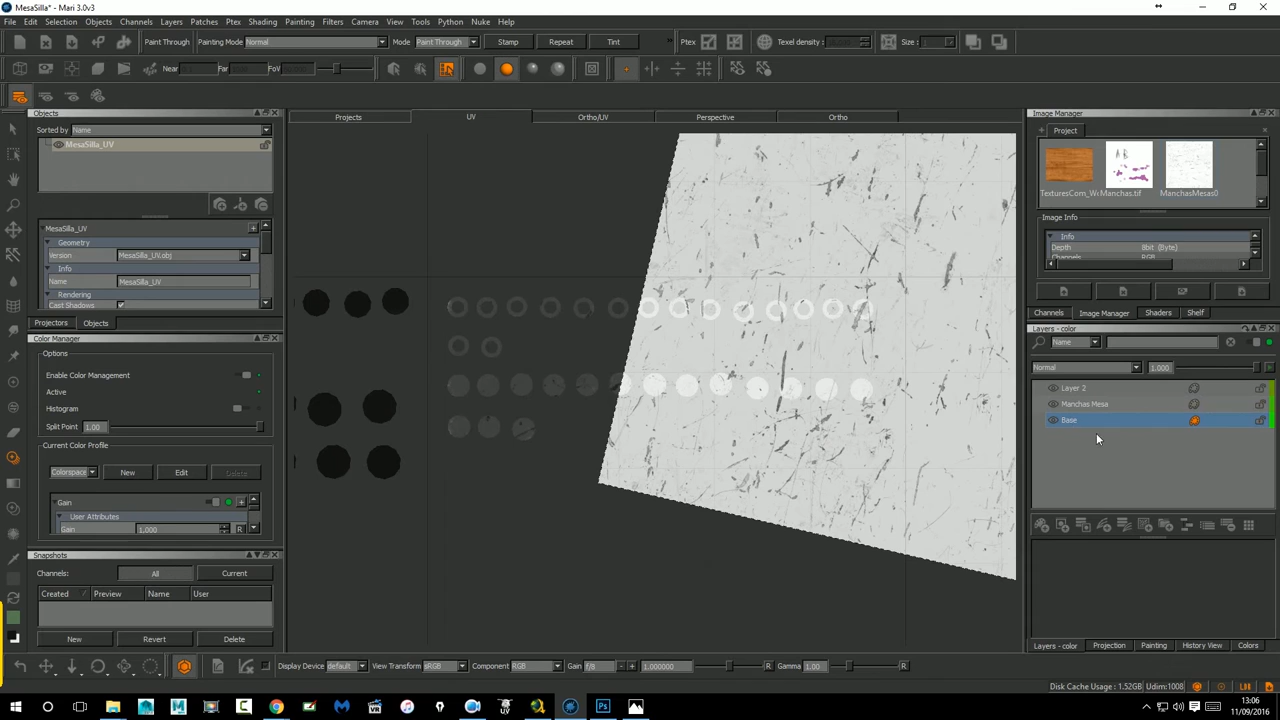 MesaSilla* - Mari 3.0v3
File Edit Selection Objects Channels Layers Patches Ptex Shading Painting Filters Camera View Tools Python Nuke Help
Paint Through Painting Mode Normal Mode Paint Through Stamp Repeat Tint Ptex Texel density: Size:
Near Far FoV
Objects
Sorted by Name
MesaSilla_UV
MesaSilla_UV
Geometry
Version MesaSilla_UV.obj
Info
Name MesaSilla_UV
Rendering
Cast Shadows
Projectors Objects
Color Manager
Options
Enable Color Management
Active
Histogram
Split Point 1.00
Current Color Profile
Colorspace New Edit Delete
Gain
User Attributes
Gain 1,000 R
Snapshots
Channels: All Current
Created Preview Name User
New Revert Delete
Projects UV Ortho/UV Perspective Ortho
Image Manager
Project
TexturesCom_We Manchas.tif ManchasMesas0
Image Info
Info
Depth 8bit (Byte)
Channels RGB
Channels Image Manager Shaders Shelf
Layers - color
Name
Normal 1.000
Layer 2
Manchas Mesa
Base
Layers - color Projection Painting History View Colors
Display Device default View Transform sRGB Component RGB Gain f/8 - + 1.000000 R Gamma 1.00 R
Disk Cache Usage : 1.52GB Udim:1008
13:06
11/09/2016